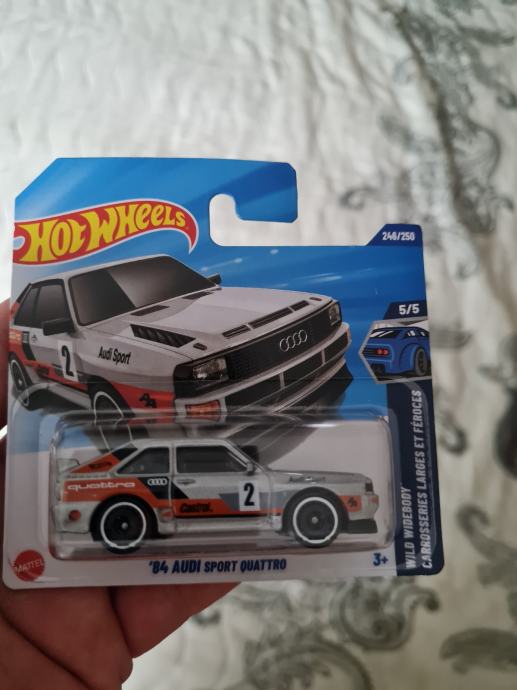 HOT WHEELS
246/250
5/5
2
Audi Sport
WILD WIDEBODY
CARROSSERIES LARGES ET FÉROCES
quattro
Castrol
2
MATTEL
'84 AUDI SPORT QUATTRO
3+